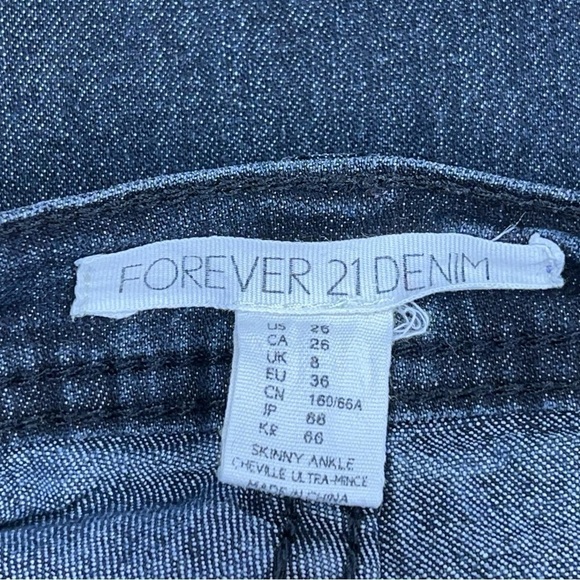 FOREVER 21 DENIM
US 26
CA 26
UK 8
EU 36
CN 160/66A
JP 66
KR 66
SKINNY ANKLE
CHEVILLE ULTRA-MINCE
MADE IN CHINA